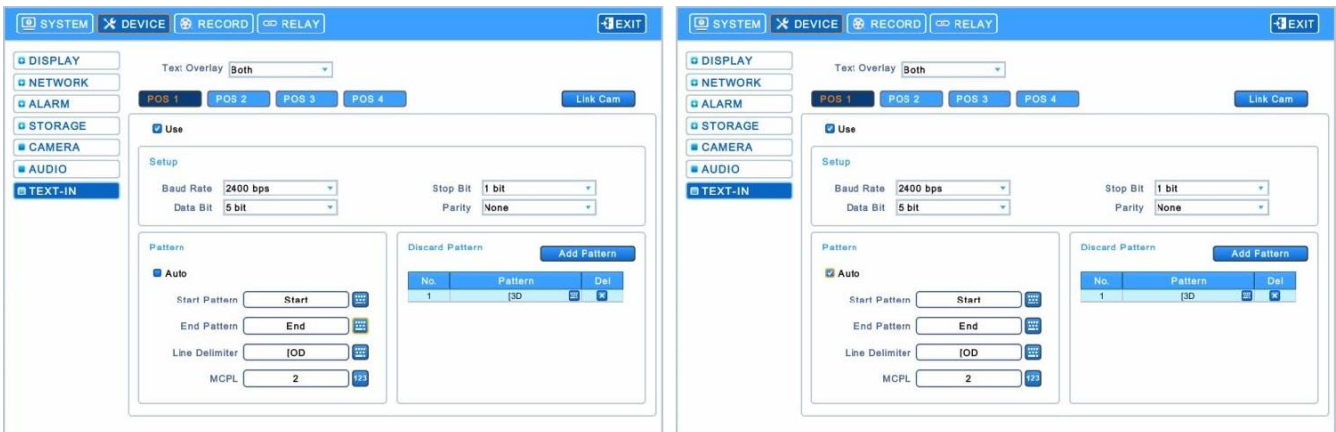 SYSTEM DEVICE RECORD RELAY EXIT
DISPLAY
NETWORK
ALARM
STORAGE
CAMERA
AUDIO
TEXT-IN
Text Overlay Both
POS 1 POS 2 POS 3 POS 4 Link Cam
Use
Setup
Baud Rate 2400 bps Stop Bit 1 bit
Data Bit 5 bit Parity None
Pattern
Auto
Start Pattern Start
End Pattern End
Line Delimiter [OD
MCPL 2 123
Discard Pattern Add Pattern
No. Pattern Del
1 [3D
SYSTEM DEVICE RECORD RELAY EXIT
DISPLAY
NETWORK
ALARM
STORAGE
CAMERA
AUDIO
TEXT-IN
Text Overlay Both
POS 1 POS 2 POS 3 POS 4 Link Cam
Use
Setup
Baud Rate 2400 bps Stop Bit 1 bit
Data Bit 5 bit Parity None
Pattern
Auto
Start Pattern Start
End Pattern End
Line Delimiter [OD
MCPL 2 123
Discard Pattern Add Pattern
No. Pattern Del
1 [3D